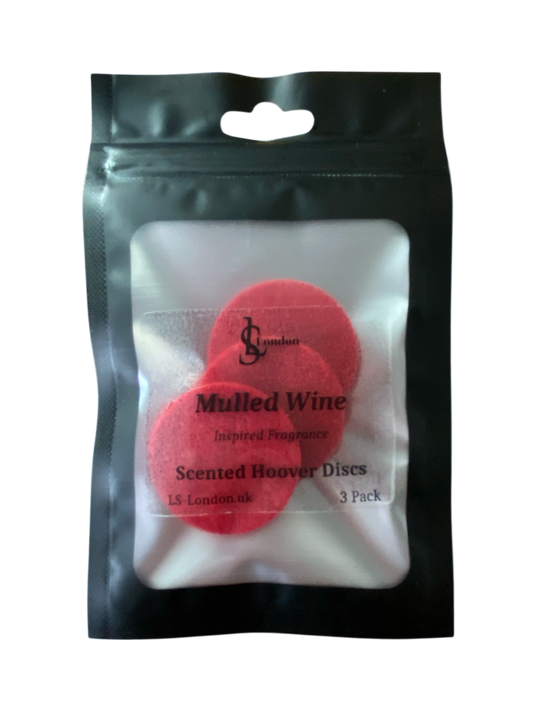 LS London
Mulled Wine
Inspired Fragrance
Scented Hoover Discs
LS-London.uk 3 Pack